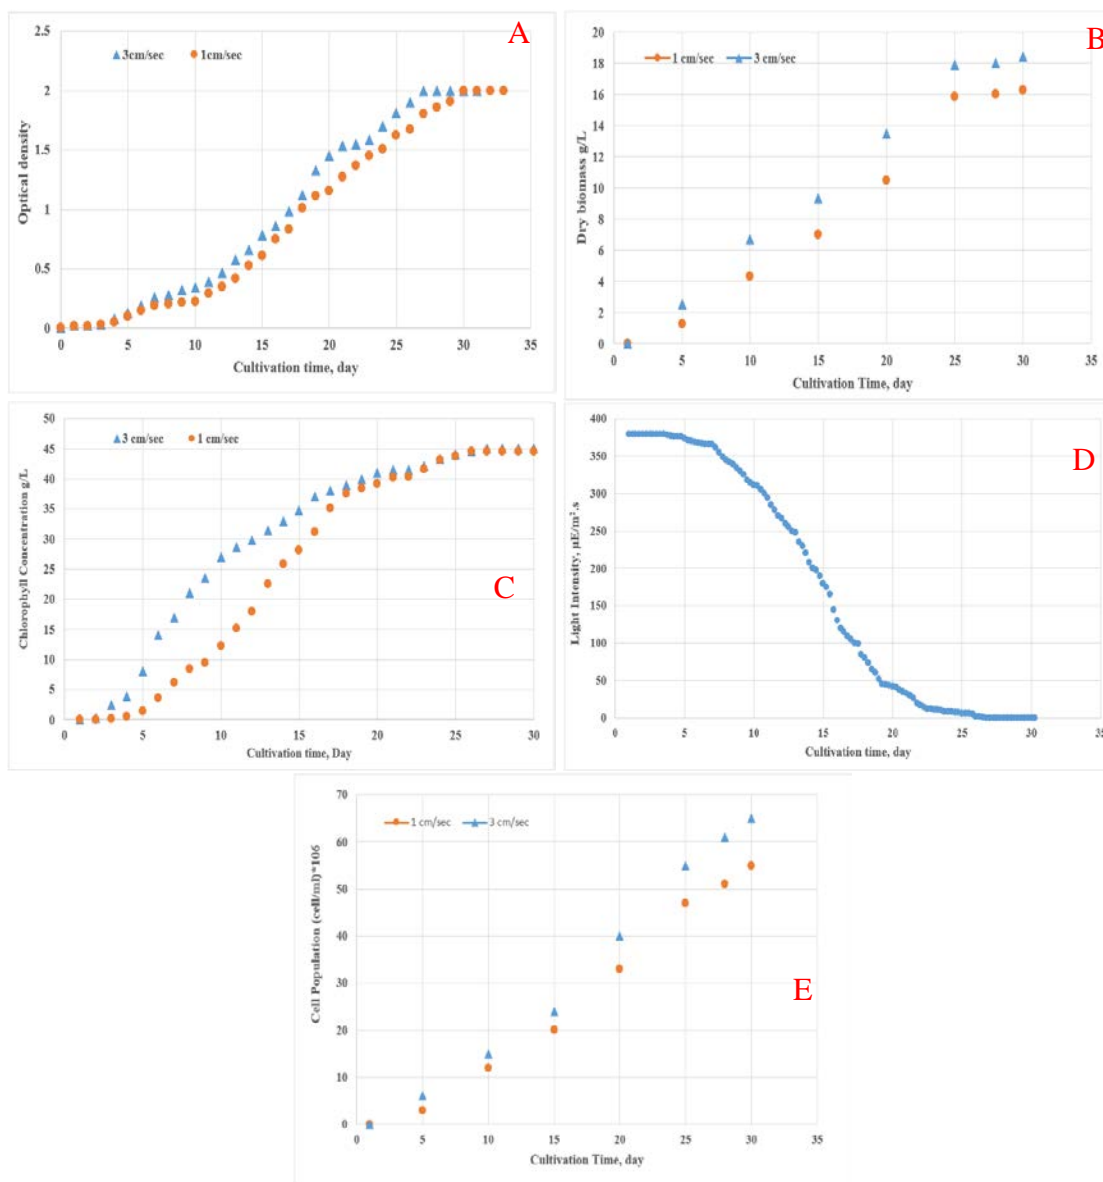 A
2.5
2
1.5
1
0.5
0
3cm/sec 1cm/sec
Optical density
0 5 10 15 20 25 30 35
Cultivation time, day
B
20
18
16
14
12
10
8
6
4
2
0
1 cm/sec 3 cm/sec
Dry biomass g/L
0 5 10 15 20 25 30 35
Cultivation Time, day
C
50
45
40
35
30
25
20
15
10
5
0
3 cm/sec 1 cm/sec
Chlorophyll Concentration g/L
0 5 10 15 20 25 30
Cultivation time, Day
D
400
350
300
250
200
150
100
50
0
Light Intensity, µE/m².s
0 5 10 15 20 25 30 35
Cultivation time, day
E
70
60
50
40
30
20
10
0
1 cm/sec 3 cm/sec
Cell Population (cell/ml)*106
0 5 10 15 20 25 30 35
Cultivation Time, day